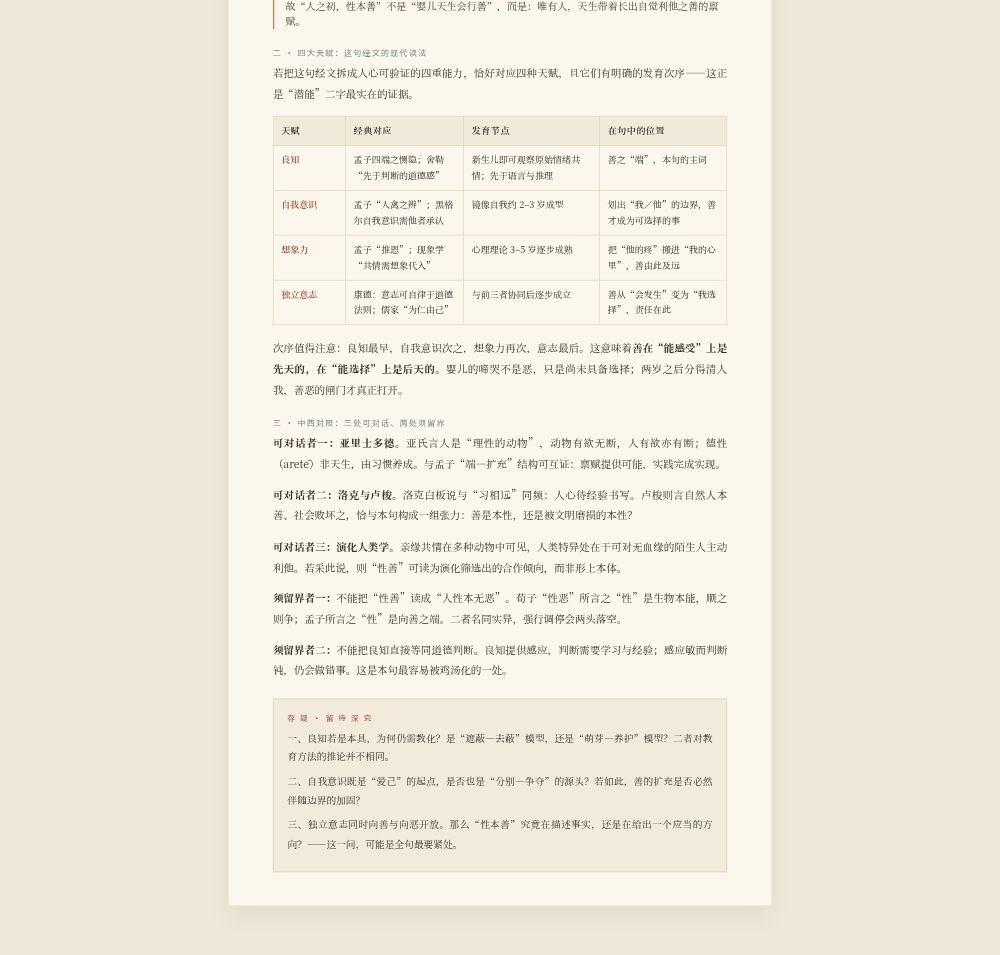 故“人之初，性本善”不是“婴儿天生会行善”，而是：唯有人，天生带着长出自觉利他之善的禀
赋。
二 · 四大天赋：这句经文的现代读法
若把这句经文拆成人心可验证的四重能力，恰好对应四种天赋，且它们有明确的发育次序——这正
是“潜能”二字最实在的证据。
天赋 经典对应 发育节点 在句中的位置
良知 孟子四端之恻隐；舍勒“先于判断的道德感” 新生儿即可观察原始情绪共情；先于语言与推理 善之“端”，本句的主词
自我意识 孟子“人禽之辨”；黑格尔自我意识需他者承认 镜像自我约 2–3 岁成型 划出“我／他”的边界，善才成为可选择的事
想象力 孟子“推恩”；现象学“共情需想象代入” 心理理论 3–5 岁逐步成熟 把“他的疼”搬进“我的心里”，善由此及远
独立意志 康德：意志可自律于道德法则；儒家“为仁由己” 与前三者协同后逐步成立 善从“会发生”变为“我选择”，责任在此
次序值得注意：良知最早，自我意识次之，想象力再次，意志最后。这意味着善在“能感受”上是
先天的，在“能选择”上是后天的。婴儿的啼哭不是恶，只是尚未具备选择；两岁之后分得清人
我，善恶的闸门才真正打开。
三 · 中西对照：三处可对话、两处须留界
可对话者一：亚里士多德。亚氏言人是“理性的动物”，动物有欲无断，人有欲亦有断；德性
（aretē）非天生，由习惯养成。与孟子“端—扩充”结构可互证：禀赋提供可能，实践完成实现。
可对话者二：洛克与卢梭。洛克白板说与“习相远”同频：人心待经验书写。卢梭则言自然人本
善、社会败坏之，恰与本句构成一组张力：善是本性，还是被文明磨损的本性？
可对话者三：演化人类学。亲缘共情在多种动物中可见，人类特异处在于可对无血缘的陌生人主动
利他。若采此说，则“性善”可读为演化筛选出的合作倾向，而非形上本体。
须留界者一：不能把“性善”读成“人性本无恶”。荀子“性恶”所言之“性”是生物本能，顺之
则争；孟子所言之“性”是向善之端。二者名同实异，强行调停会两头落空。
须留界者二：不能把良知直接等同道德判断。良知提供感应，判断需要学习与经验；感应敏而判断
钝，仍会做错事。这是本句最容易被鸡汤化的一处。
存疑 · 留待深究
一、良知若是本具，为何仍需教化？是“遮蔽—去蔽”模型，还是“萌芽—养护”模型？二者对教
育方法的推论并不相同。
二、自我意识既是“爱己”的起点，是否也是“分别—争夺”的源头？若如此，善的扩充是否必然
伴随边界的加固？
三、独立意志同时向善与向恶开放。那么“性本善”究竟在描述事实，还是在给出一个应当的方
向？——这一问，可能是全句最要紧处。